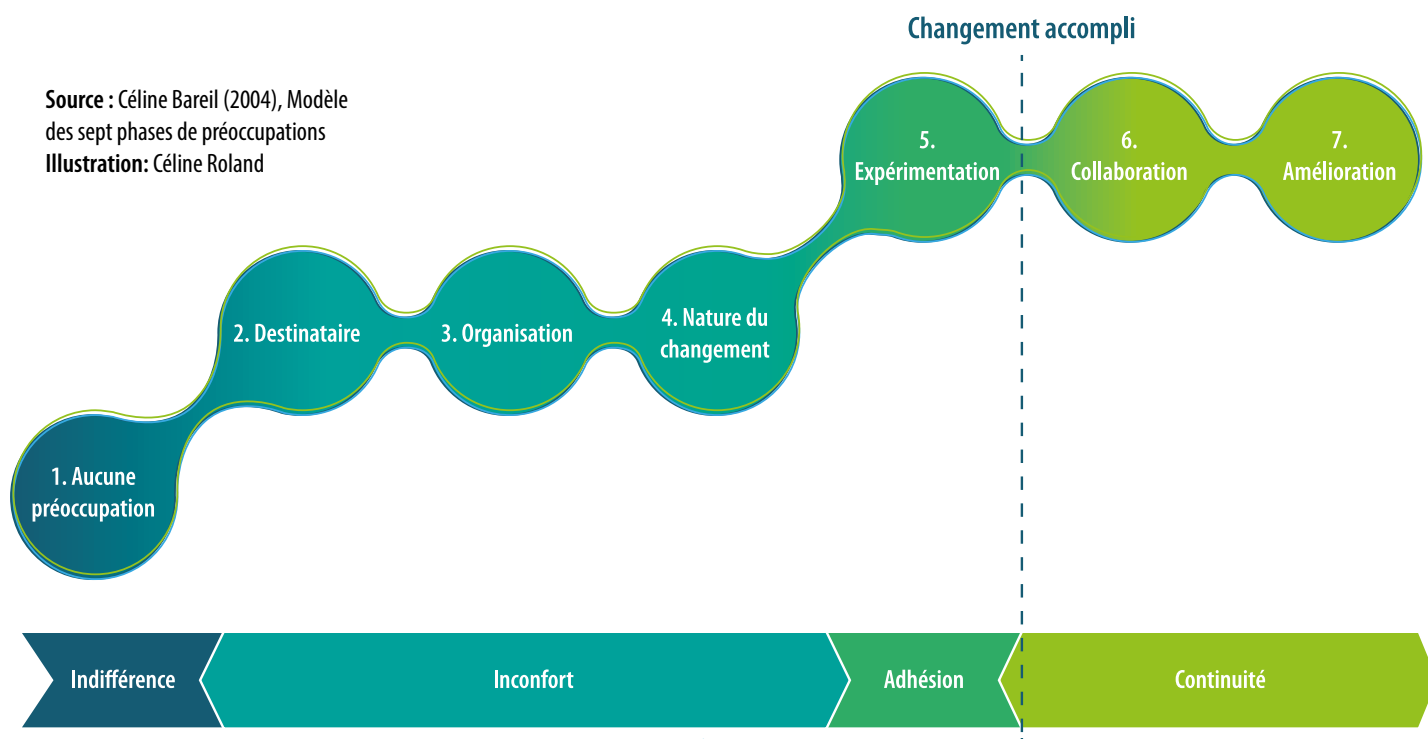 Changement accompli
Source : Céline Bareil (2004), Modèle
des sept phases de préoccupations
Illustration: Céline Roland
5.
Expérimentation
6.
Collaboration
7.
Amélioration
2. Destinataire
3. Organisation
4. Nature du
changement
1. Aucune
préoccupation
Indifférence
Inconfort
Adhésion
Continuité